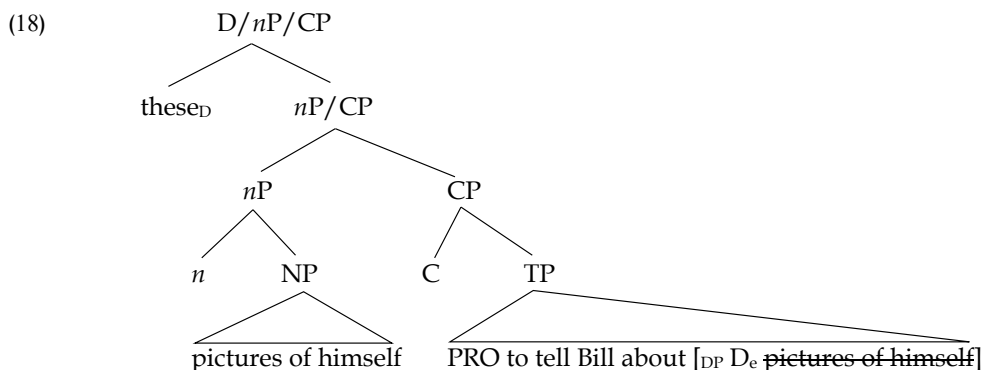 (18) D/nP/CP
these_D nP/CP
nP CP
n NP C TP
pictures of himself PRO to tell Bill about [DP De pictures of himself]